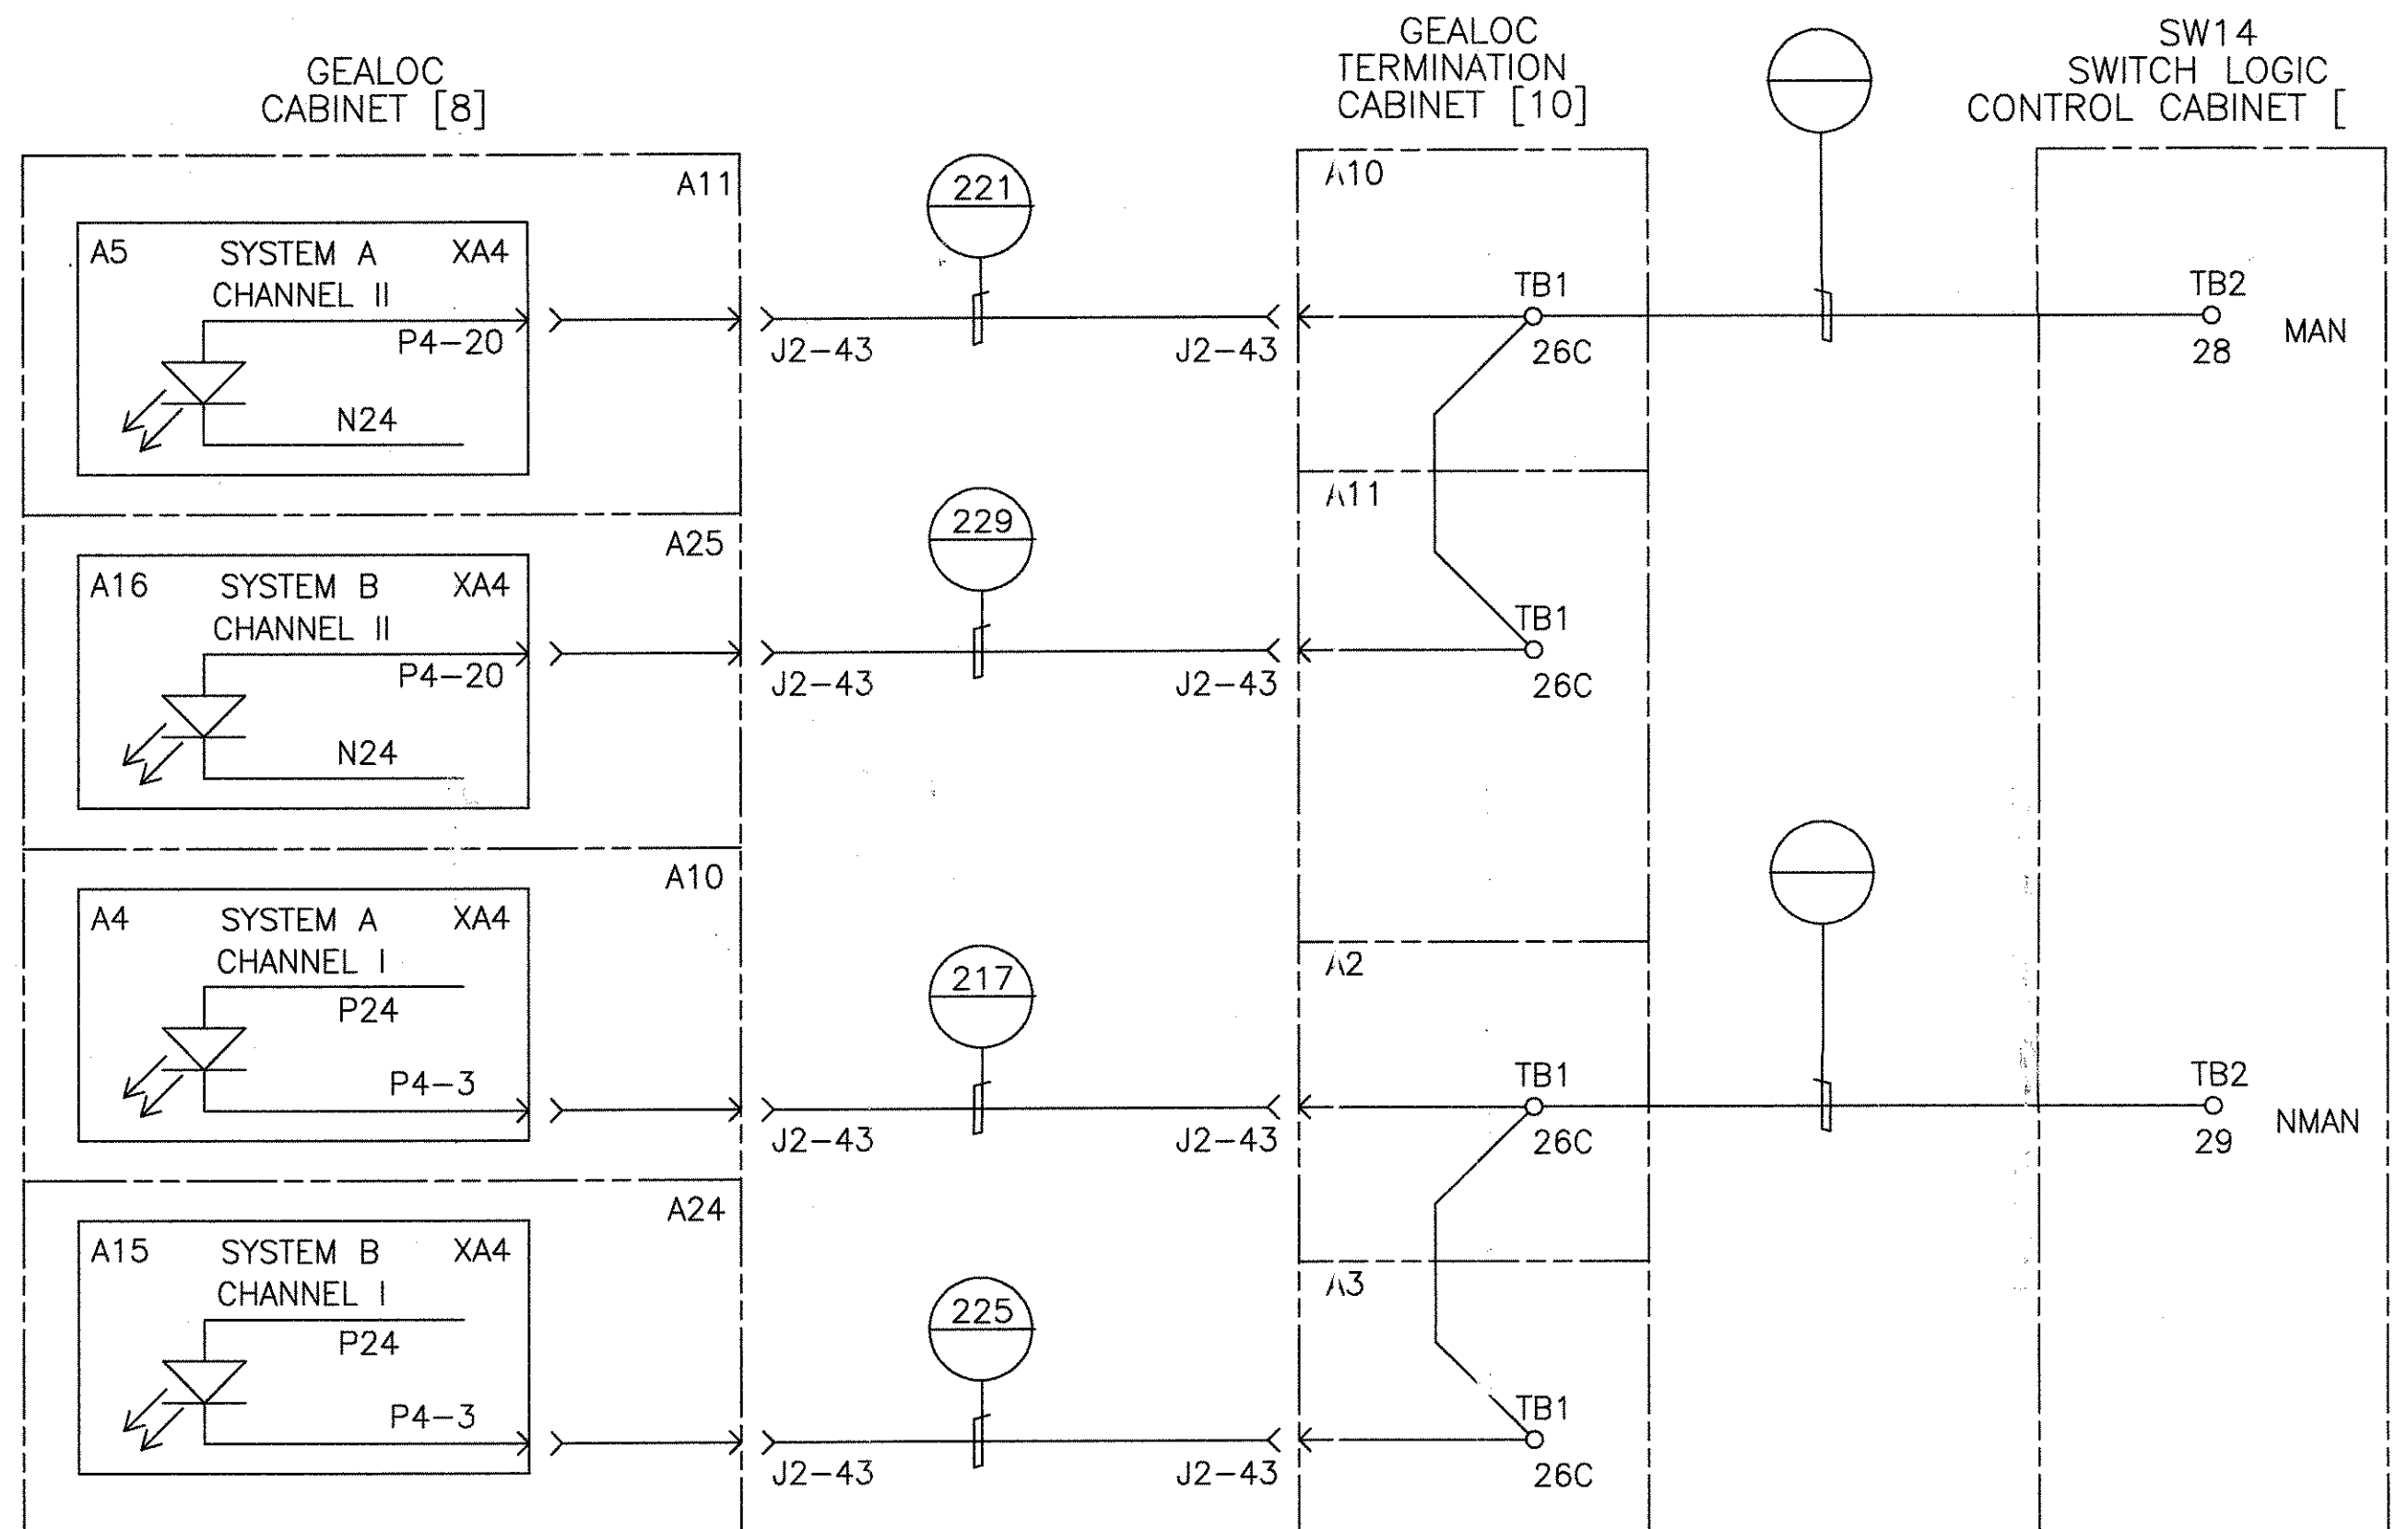 GEALOC
CABINET [8]
GEALOC
TERMINATION
CABINET [10]
SW14
SWITCH LOGIC
CONTROL CABINET [
A11
A5 SYSTEM A XA4
CHANNEL II
P4-20
N24
221
J2-43
J2-43
A10
TB1
26C
TB2
28
MAN
A25
A16 SYSTEM B XA4
CHANNEL II
P4-20
N24
229
J2-43
J2-43
A11
TB1
26C
A10
A4 SYSTEM A XA4
CHANNEL I
P24
P4-3
217
J2-43
J2-43
A2
TB1
26C
TB2
29
NMAN
A24
A15 SYSTEM B XA4
CHANNEL I
P24
P4-3
225
J2-43
J2-43
A3
TB1
26C